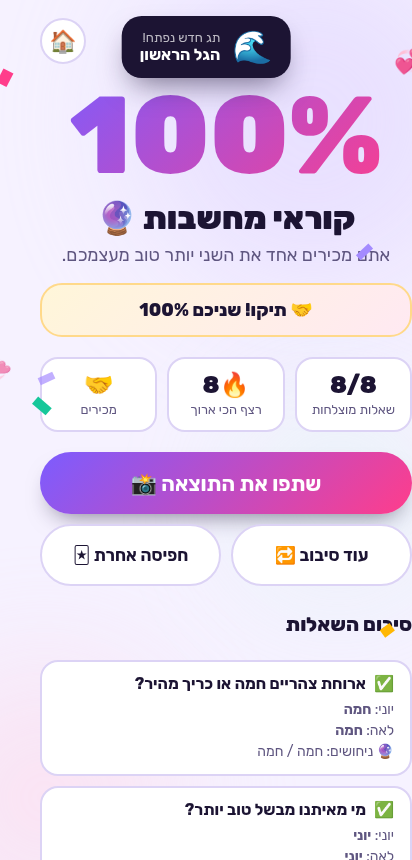 תג חדש נפתח!
הגל הראשון
100%
קוראי מחשבות 🔮
אתם מכירים אחד את השני יותר טוב מעצמכם.
🤝 תיקו! שניכם 100%
8/8
שאלות מוצלחות
🔥8
רצף הכי ארוך
🤝
מכירים
שתפו את התוצאה 📸
עוד סיבוב 🔁
חפיסה אחרת 🃏
סיכום השאלות
✅ ארוחת צהריים חמה או כריך מהיר?
יוני: חמה
לאה: חמה
🔮 ניחושים: חמה / חמה
✅ מי מאיתנו מבשל טוב יותר?
יוני: יוני
לאה: יוני